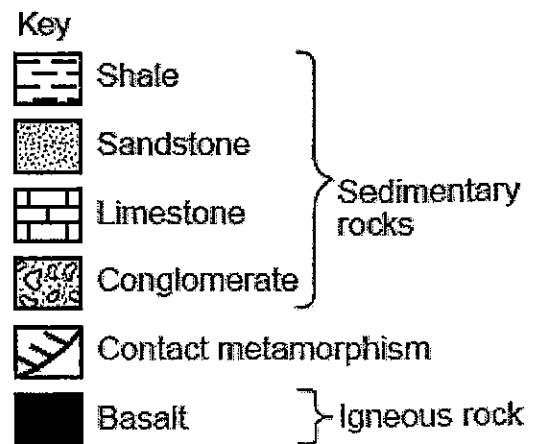 Key
Shale
Sandstone
Limestone
Conglomerate
Sedimentary
rocks
Contact metamorphism
Basalt
Igneous rock